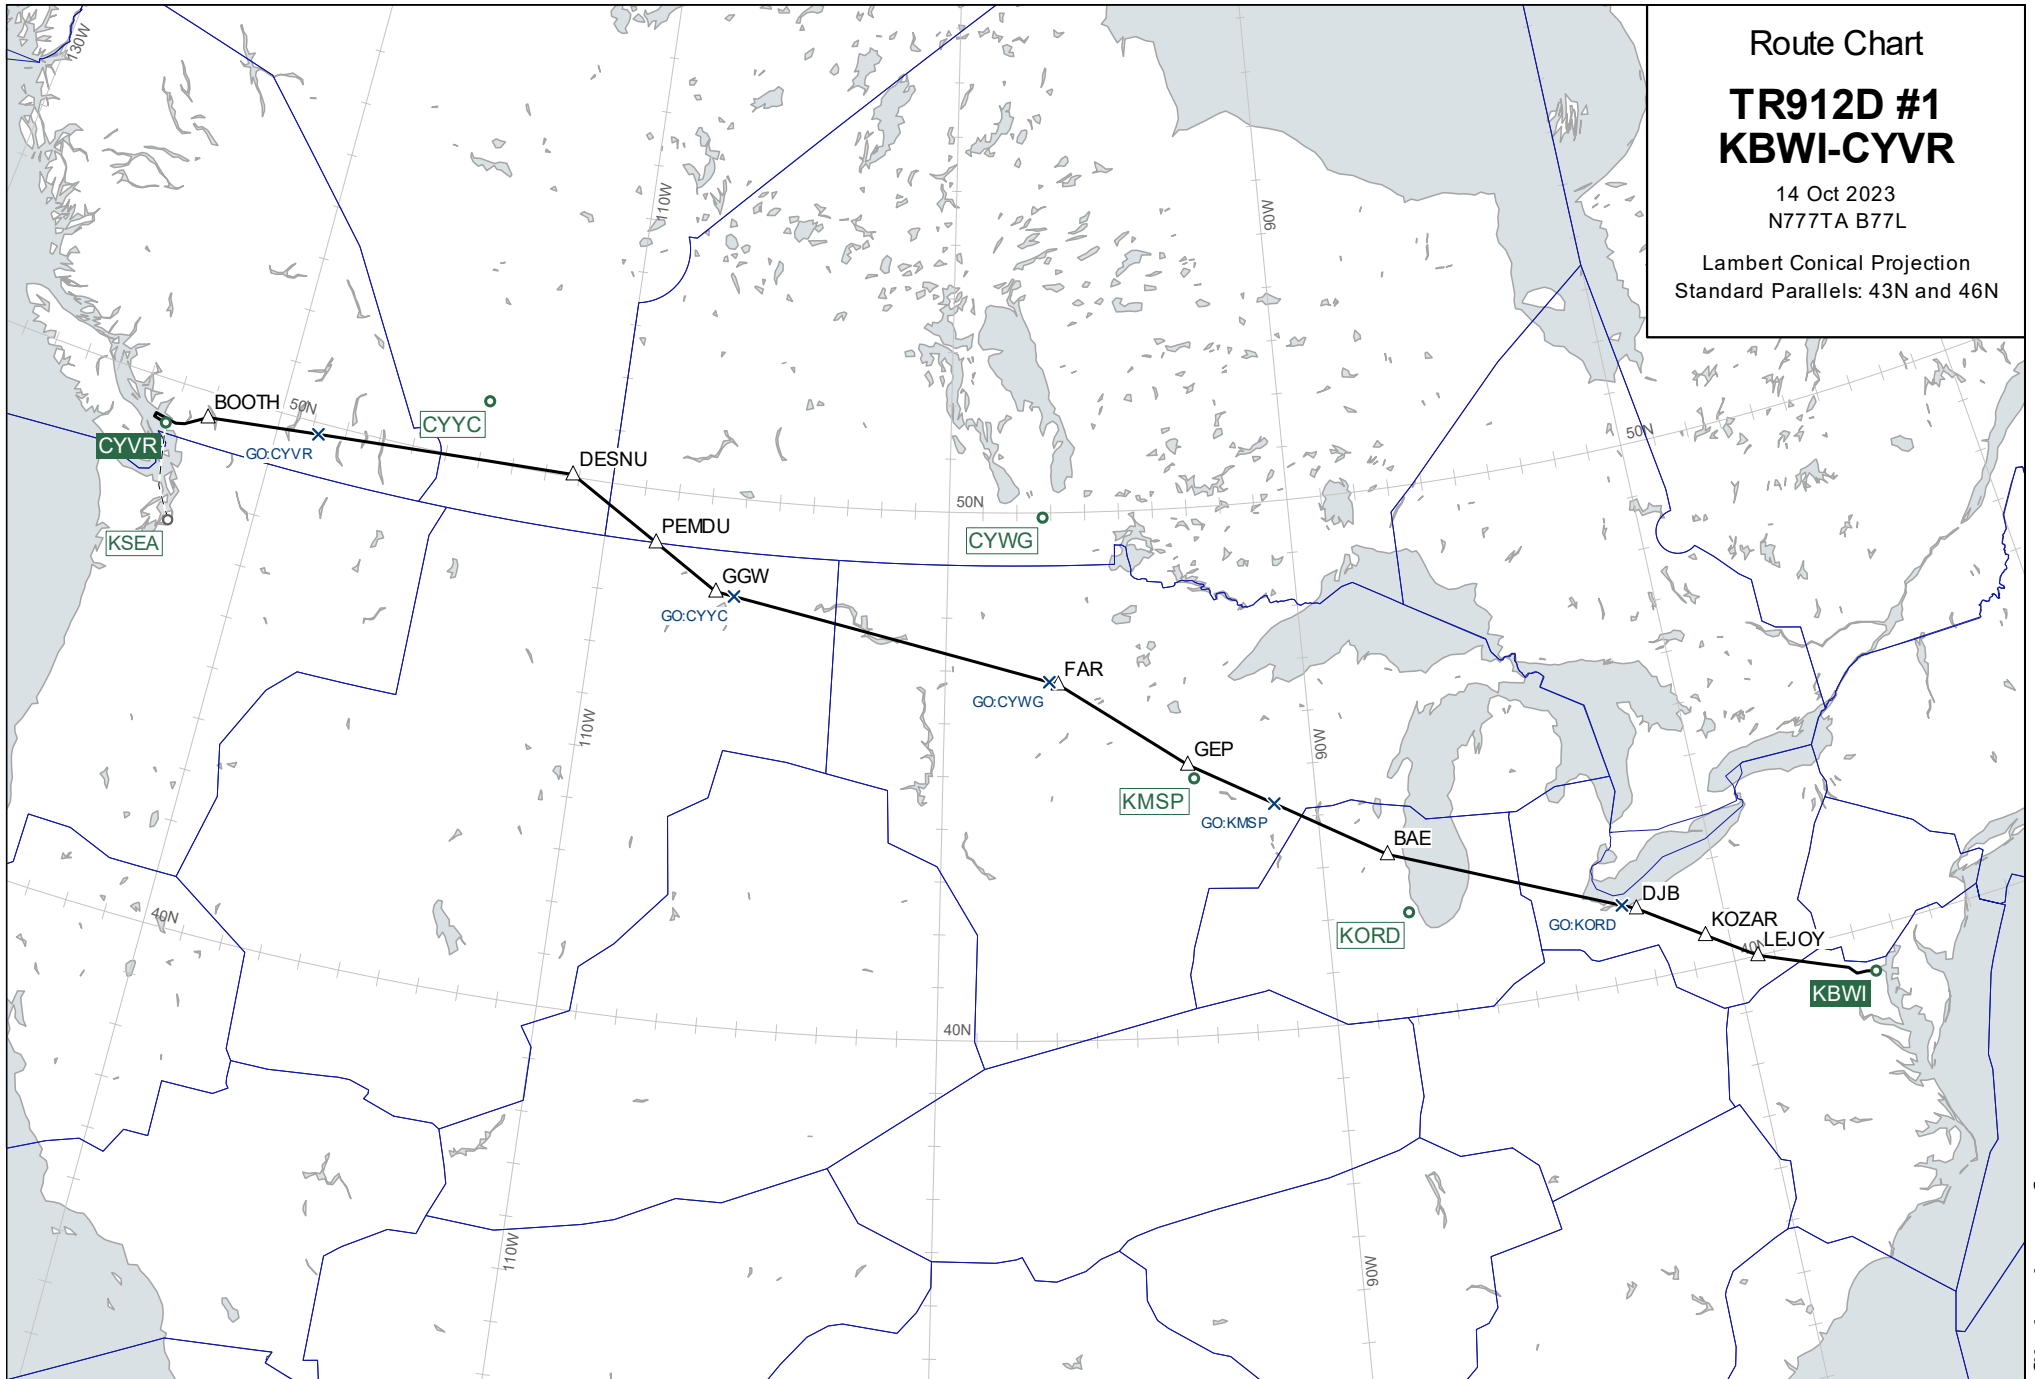 Route Chart
TR912D #1
KBWI-CYVR
14 Oct 2023
N777TA B77L
Lambert Conical Projection
Standard Parallels: 43N and 46N
130W
110W
90W
BOOTH
50N
CYYC
CYVR
GO:CYVR
DESNU
50N
50N
KSEA
PEMDU
CYWG
GGW
GO:CYYC
FAR
GO:CYWG
110W
90W
GEP
KMSP
GO:KMSP
BAE
DJB
KORD
GO:KORD
KOZAR
40N
LEJOY
40N
KBWI
40N
110W
90W